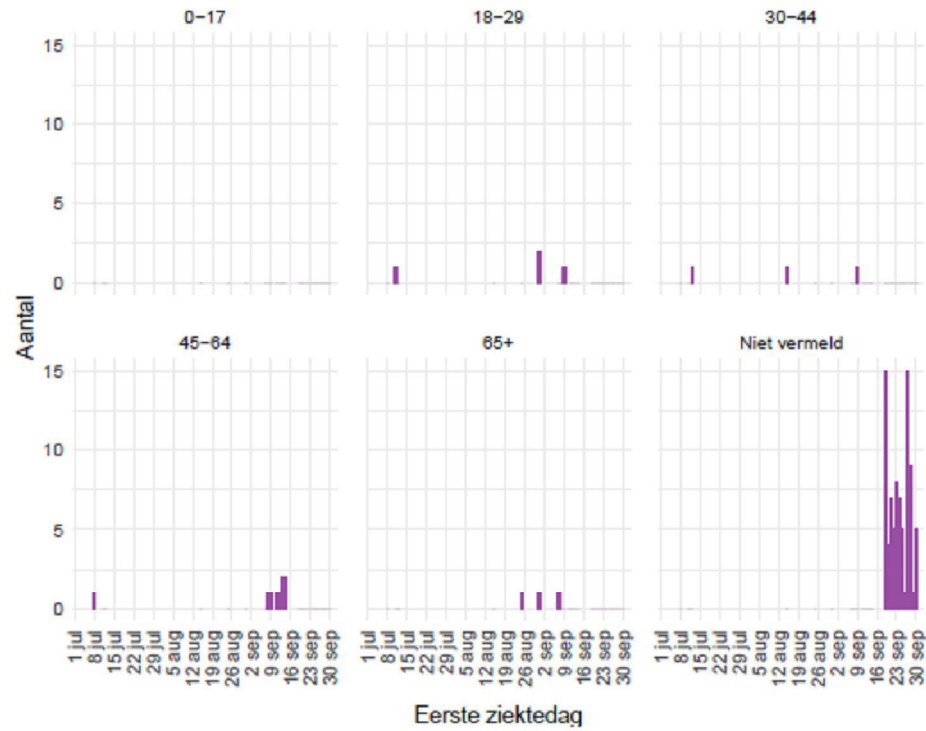 0-17
18-29
30-44
15
10
5
0
Aantal
45-64
65+
Niet vermeld
15
10
5
0
1 jul
8 jul
15 jul
22 jul
29 jul
5 aug
12 aug
19 aug
26 aug
2 sep
9 sep
16 sep
23 sep
30 sep
1 jul
8 jul
15 jul
22 jul
29 jul
5 aug
12 aug
19 aug
26 aug
2 sep
9 sep
16 sep
23 sep
30 sep
1 jul
8 jul
15 jul
22 jul
29 jul
5 aug
12 aug
19 aug
26 aug
2 sep
9 sep
16 sep
23 sep
30 sep
Eerste ziektedag